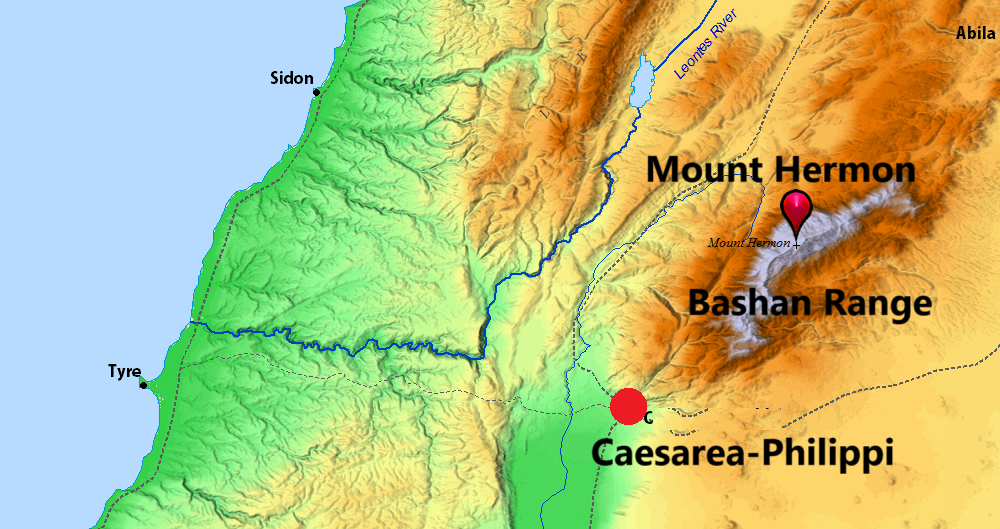 Abila
Leontes River
Sidon
L E
Mount Hermon
Mount Hermon
Bashan Range
Tyre
C
Caesarea-Philippi